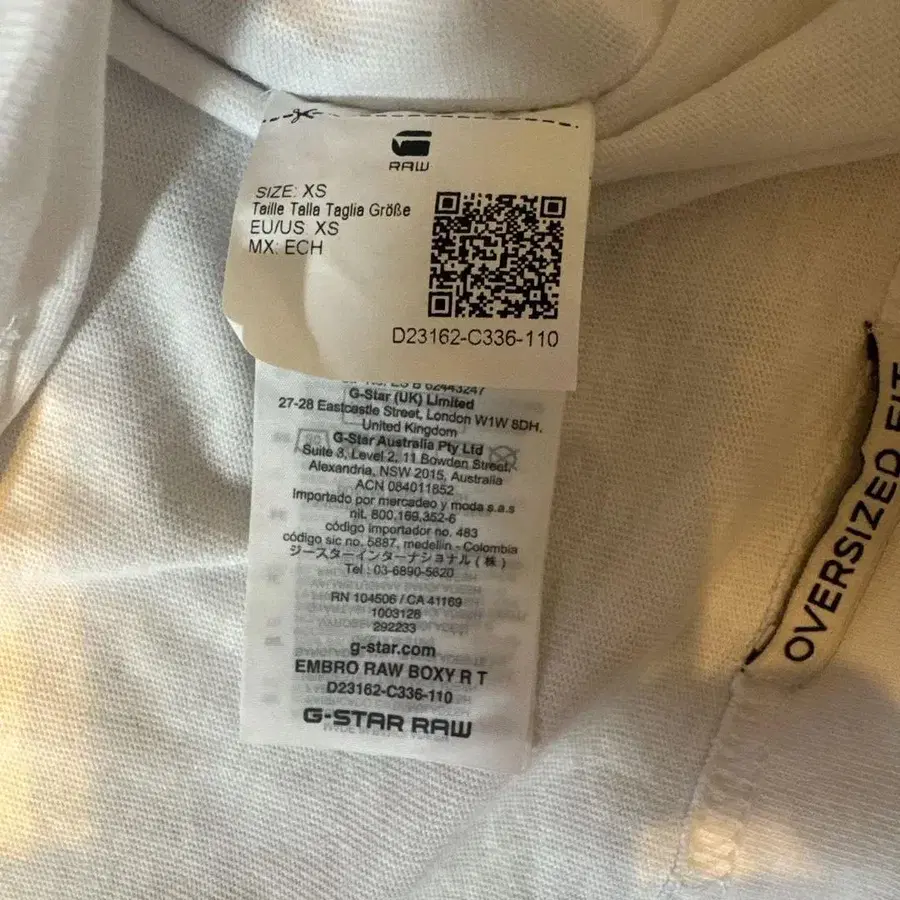 RAW
SIZE: XS
Taille Talla Taglia Größe
EU/US: XS
MX: ECH
D23162-C336-110
ES B 62443247
G-Star (UK) Limited
27-28 Eastcastle Street, London W1W 8DH,
United Kingdom
G-Star Australia Pty Ltd
Suite 3, Level 2, 11 Bowden Street,
Alexandria, NSW 2015, Australia
ACN 084011852
Importado por mercadeo y moda s.a.s
nit. 800.169.352-6
código importador no. 483
código sic no. 5887, medellin - Colombia
ジースターインターナショナル（株）
Tel : 03-6890-5620
RN 104506 / CA 41169
1003128
292233
g-star.com
EMBRO RAW BOXY R T
D23162-C336-110
G-STAR RAW
OVERSIZED FIT